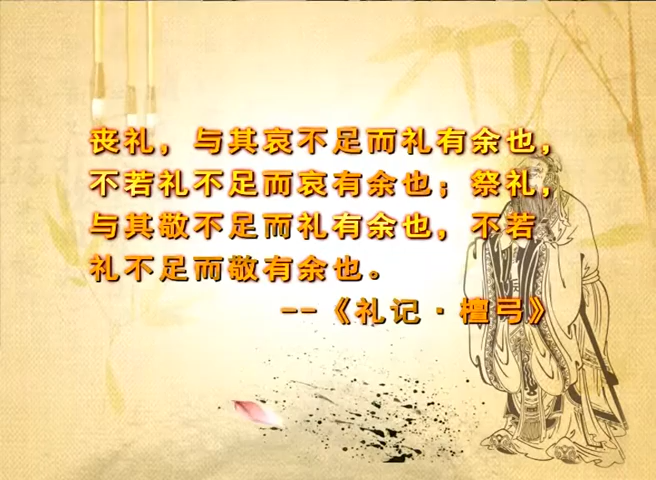 丧礼，与其哀不足而礼有余也，
不若礼不足而哀有余也；祭礼，
与其敬不足而礼有余也，不若
礼不足而敬有余也。
--《礼记·檀弓》